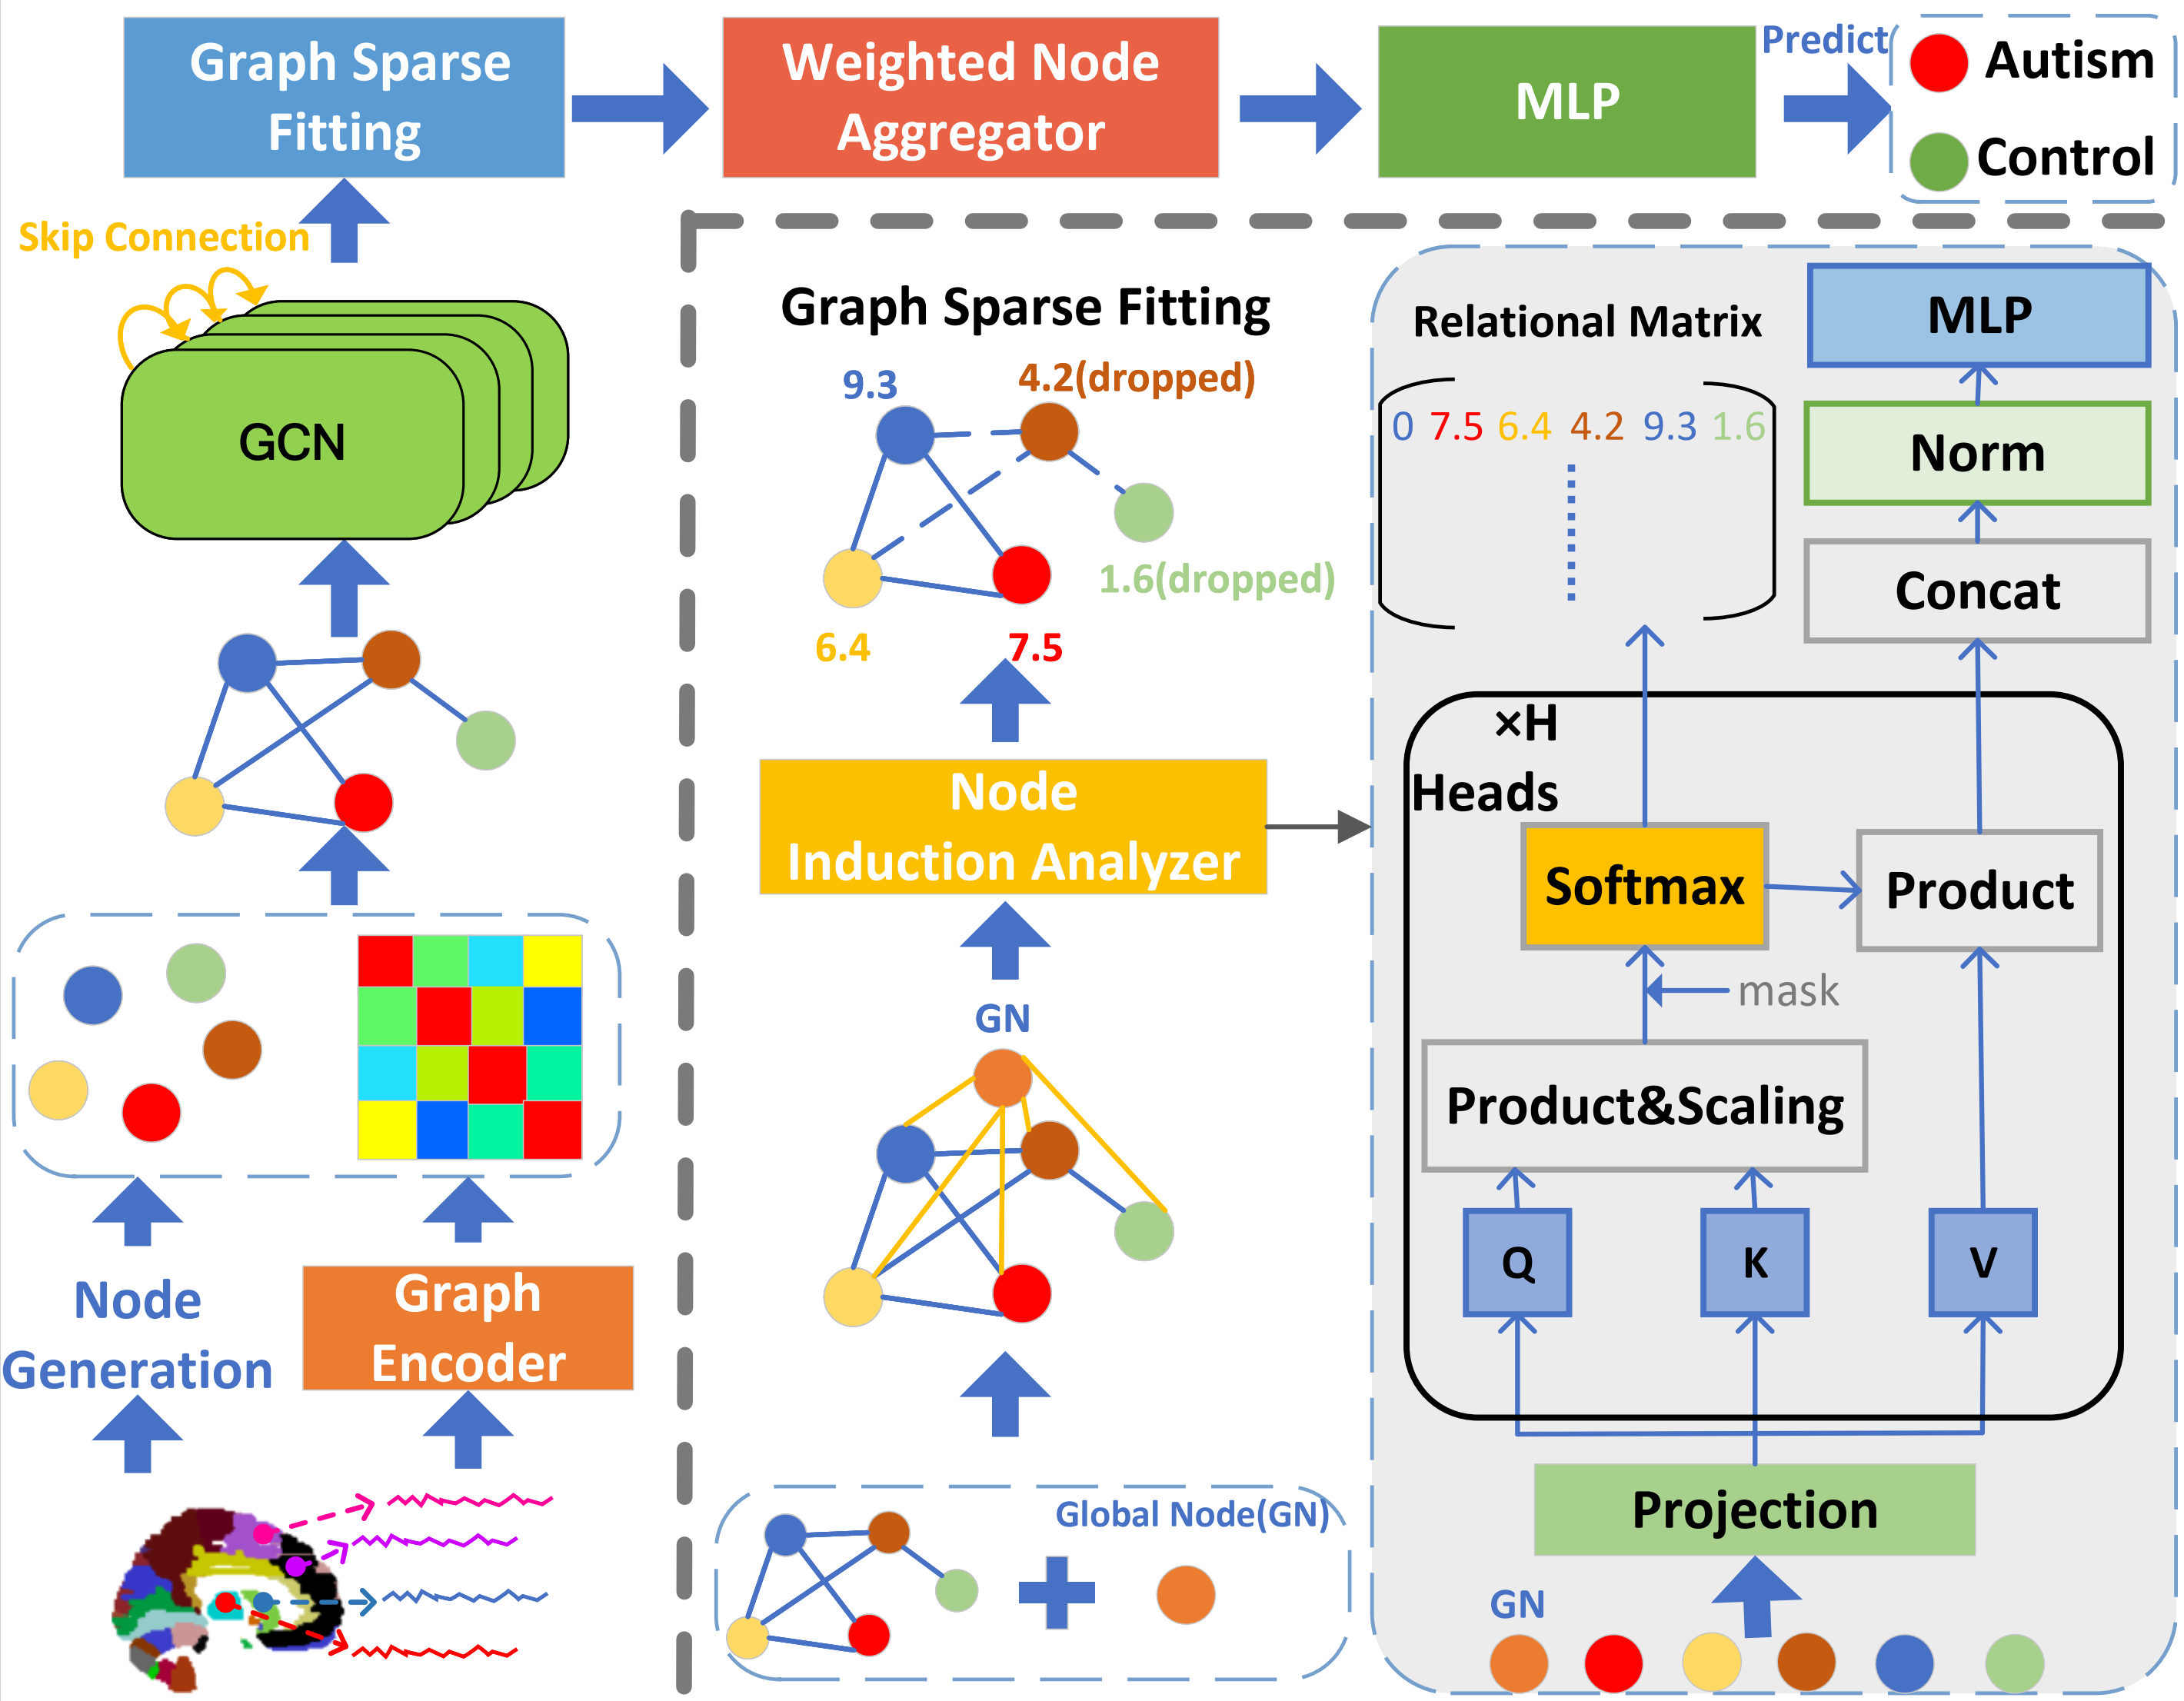 Graph Sparse
Fitting
Weighted Node
Aggregator
MLP
Predict
Autism
Control
Skip Connection
GCN
Node
Generation
Graph
Encoder
Graph Sparse Fitting
9.3
4.2(dropped)
1.6(dropped)
6.4
7.5
Node
Induction Analyzer
GN
Global Node(GN)
Relational Matrix
0 7.5 6.4 4.2 9.3 1.6
MLP
Norm
Concat
×H
Heads
Softmax
Product
mask
Product&Scaling
Q
K
V
Projection
GN